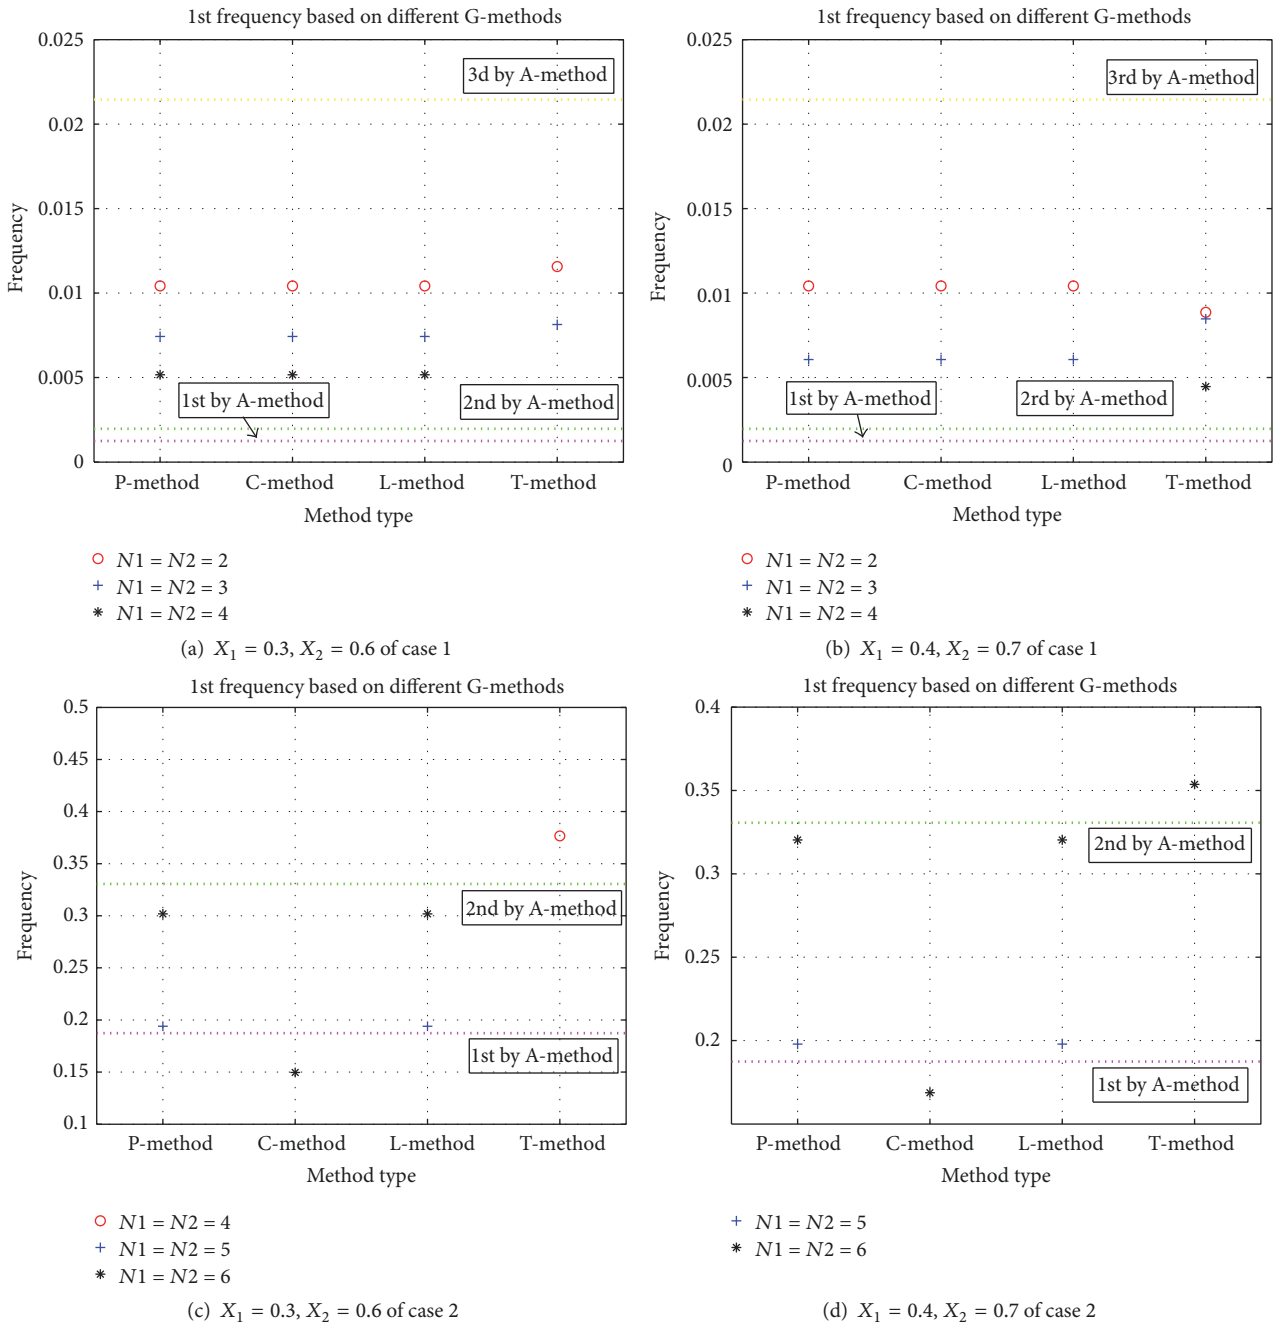 1st frequency based on different G-methods
0.025
3d by A-method
0.02
0.015
Frequency
0.01
0.005
1st by A-method
2nd by A-method
0
P-method C-method L-method T-method
Method type
N1 = N2 = 2
N1 = N2 = 3
N1 = N2 = 4
(a) X1 = 0.3, X2 = 0.6 of case 1
1st frequency based on different G-methods
0.025
3rd by A-method
0.02
0.015
Frequency
0.01
0.005
1st by A-method
2rd by A-method
0
P-method C-method L-method T-method
Method type
N1 = N2 = 2
N1 = N2 = 3
N1 = N2 = 4
(b) X1 = 0.4, X2 = 0.7 of case 1
1st frequency based on different G-methods
0.5
0.45
0.4
0.35
2nd by A-method
0.3
Frequency
0.25
0.2
1st by A-method
0.15
0.1
P-method C-method L-method T-method
Method type
N1 = N2 = 4
N1 = N2 = 5
N1 = N2 = 6
(c) X1 = 0.3, X2 = 0.6 of case 2
1st frequency based on different G-methods
0.4
0.35
2nd by A-method
0.3
Frequency
0.25
0.2
1st by A-method
P-method C-method L-method T-method
Method type
N1 = N2 = 5
N1 = N2 = 6
(d) X1 = 0.4, X2 = 0.7 of case 2